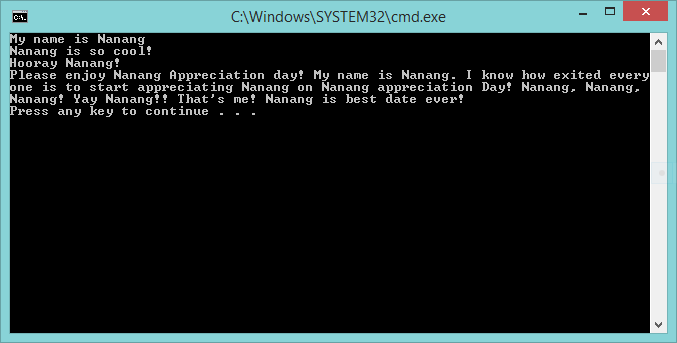 C:\Windows\SYSTEM32\cmd.exe
My name is Nanang
Nanang is so cool!
Hooray Nanang!
Please enjoy Nanang Appreciation day! My name is Nanang. I know how exited every
one is to start appreciating Nanang on Nanang appreciation Day! Nanang, Nanang,
Nanang! Yay Nanang!! That's me! Nanang is best date ever!
Press any key to continue . . .